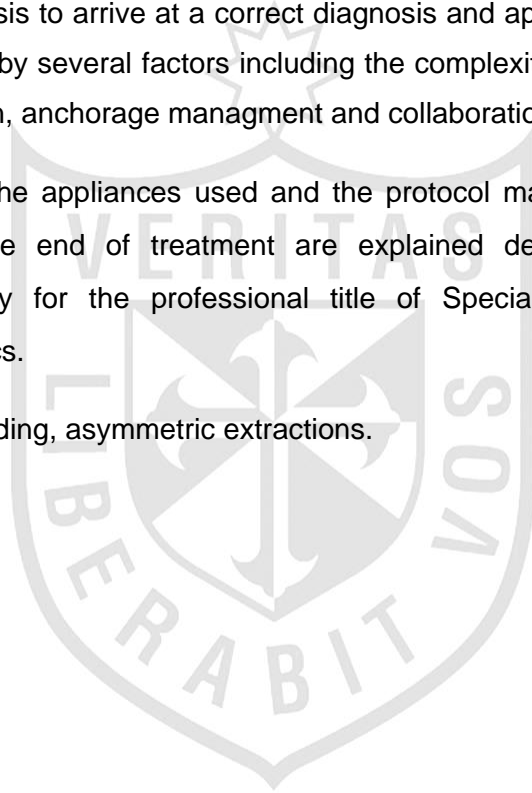 sis to arrive at a correct diagnosis and ap
by several factors including the complexi
n, anchorage managment and collaboratio
he appliances used and the protocol ma
e end of treatment are explained de
y for the professional title of Specia
cs.
ding, asymmetric extractions.
VERITAS
LIBERABIT VOS